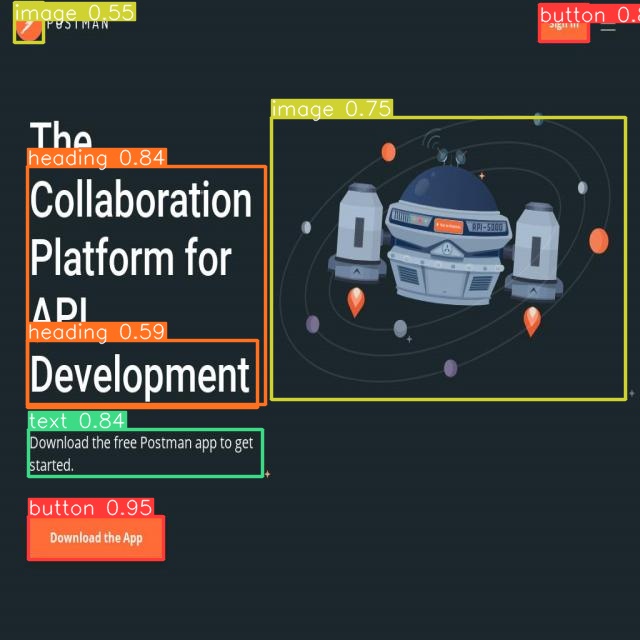 image 0.55
POSTMAN
button 0.8
Sign In
The
heading 0.84
Collaboration
Platform for
API
heading 0.59
Development
text 0.84
Download the free Postman app to get
started.
button 0.95
Download the App
image 0.75
RPI-5000